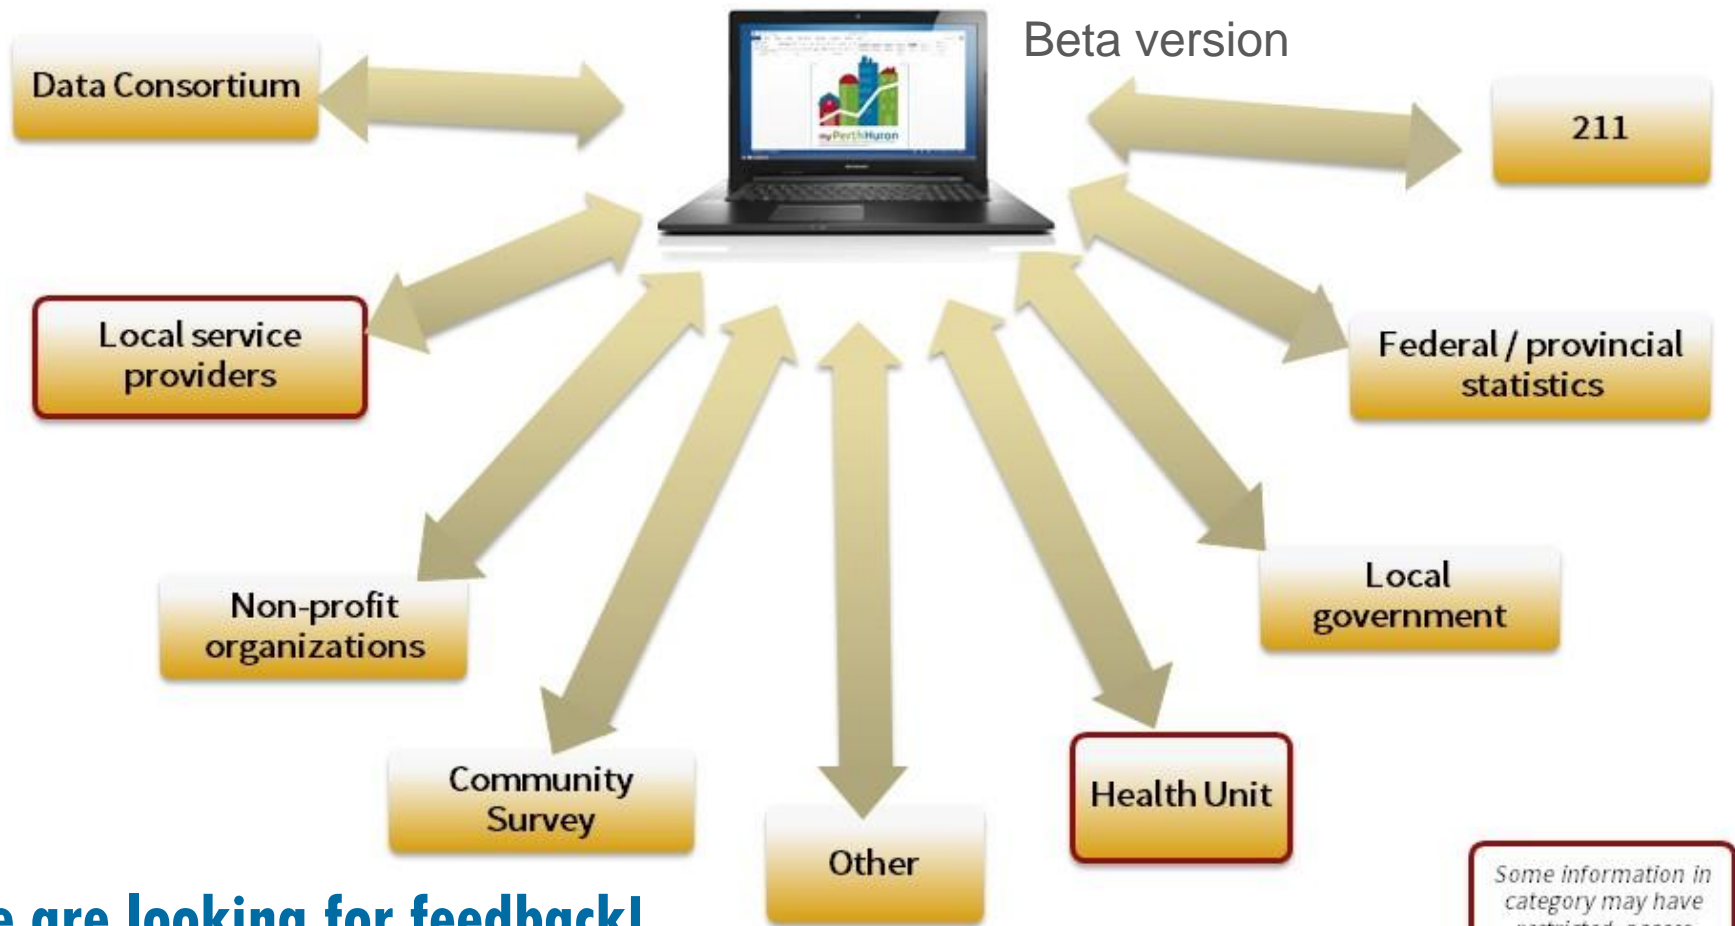 Beta version
Data Consortium
myPerthHuron
211
Local service
providers
Federal / provincial
statistics
Non-profit
organizations
Local
government
Community
Survey
Health Unit
Other
Some information in
category may have
are looking for feedback!